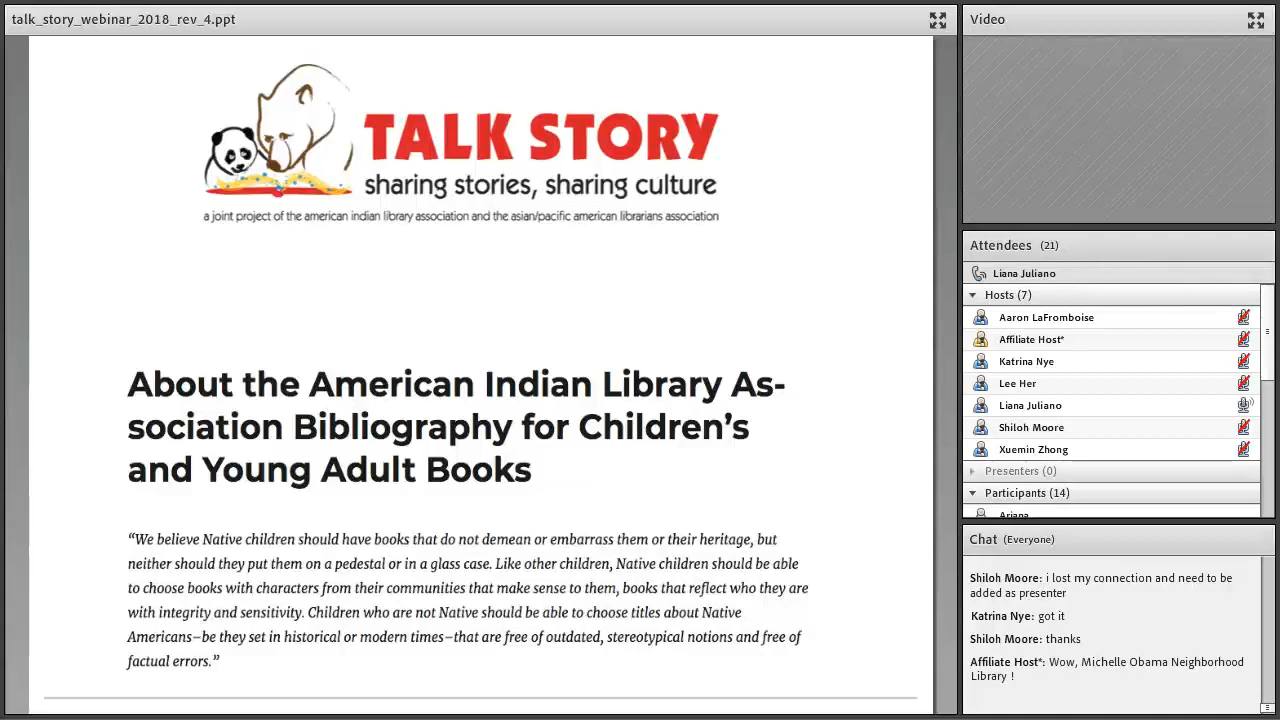 talk_story_webinar_2018_rev_4.ppt
TALK STORY
sharing stories, sharing culture
a joint project of the american indian library association and the asian/pacific american librarians association
About the American Indian Library As-
sociation Bibliography for Children’s
and Young Adult Books
“We believe Native children should have books that do not demean or embarrass them or their heritage, but
neither should they put them on a pedestal or in a glass case. Like other children, Native children should be able
to choose books with characters from their communities that make sense to them, books that reflect who they are
with integrity and sensitivity. Children who are not Native should be able to choose titles about Native
Americans–be they set in historical or modern times–that are free of outdated, stereotypical notions and free of
factual errors.”
Video
Attendees (21)
Liana Juliano
Hosts (7)
Aaron LaFromboise
Affiliate Host*
Katrina Nye
Lee Her
Liana Juliano
Shiloh Moore
Xuemin Zhong
Presenters (0)
Participants (14)
Ariana
Chat (Everyone)
Shiloh Moore: i lost my connection and need to be
added as presenter
Katrina Nye: got it
Shiloh Moore: thanks
Affiliate Host*: Wow, Michelle Obama Neighborhood
Library !